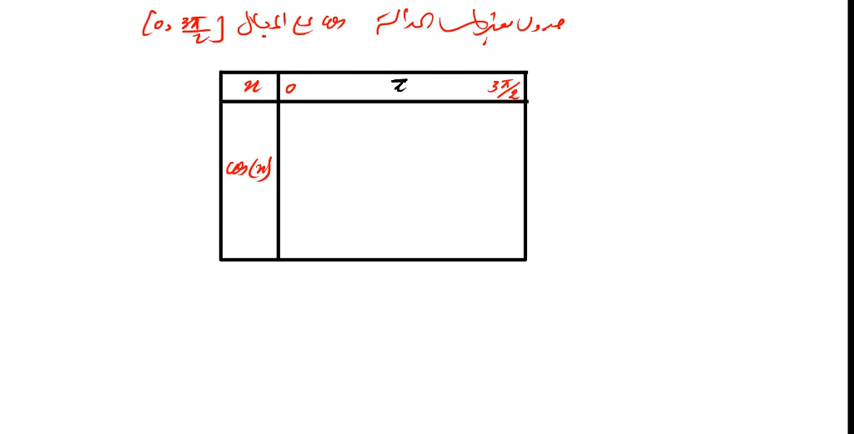 جدول تغيرات الدالة cos على المجال [0, 3π/2]
x 0 π 3π/2
cos(x)